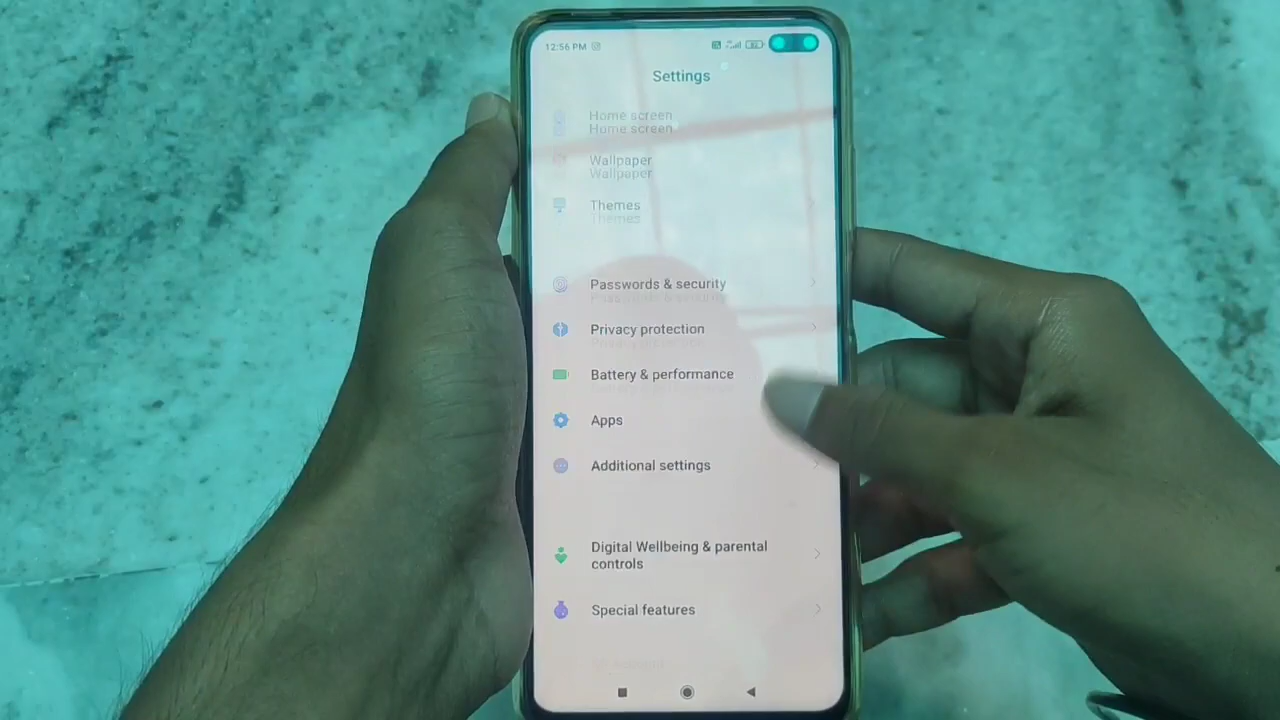 12:56 PM
Settings
Home screen
Wallpaper
Themes
Passwords & security
Privacy protection
Battery & performance
Apps
Additional settings
Digital Wellbeing & parental
controls
Special features